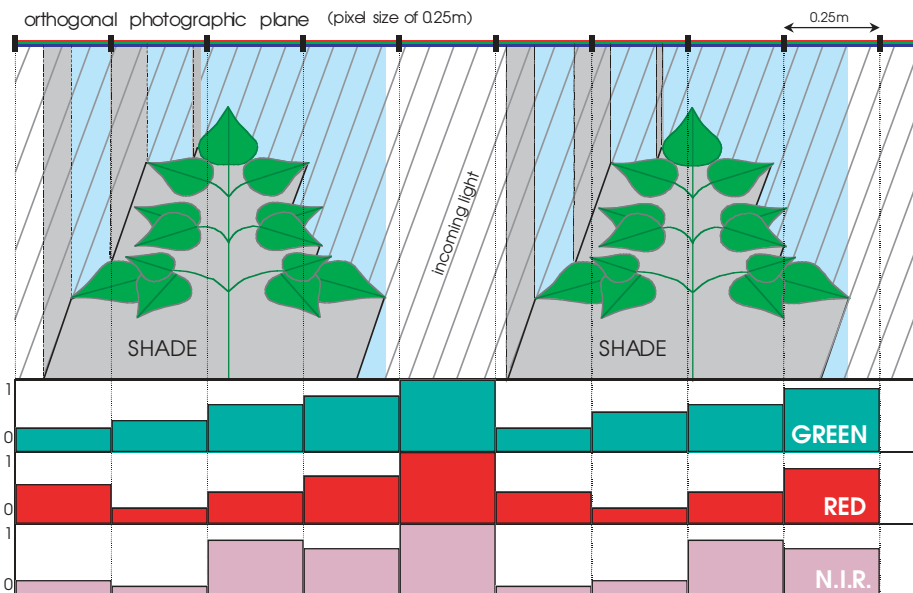 orthogonal photographic plane (pixel size of 0.25m)
0.25m
incoming light
SHADE
SHADE
1
0
GREEN
1
0
RED
1
0
N.I.R.